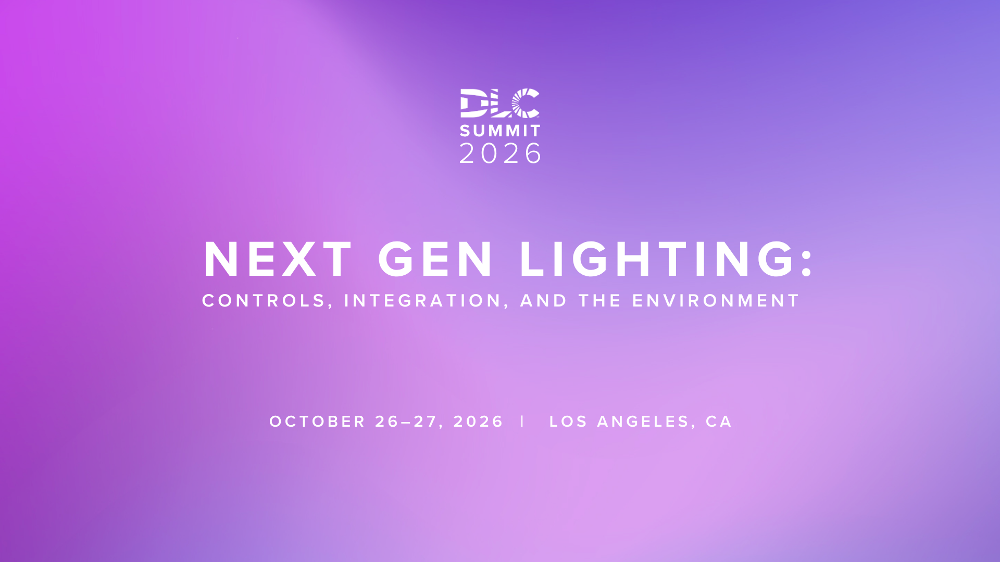 DLC
SUMMIT
2026
NEXT GEN LIGHTING:
CONTROLS, INTEGRATION, AND THE ENVIRONMENT
OCTOBER 26–27, 2026 | LOS ANGELES, CA